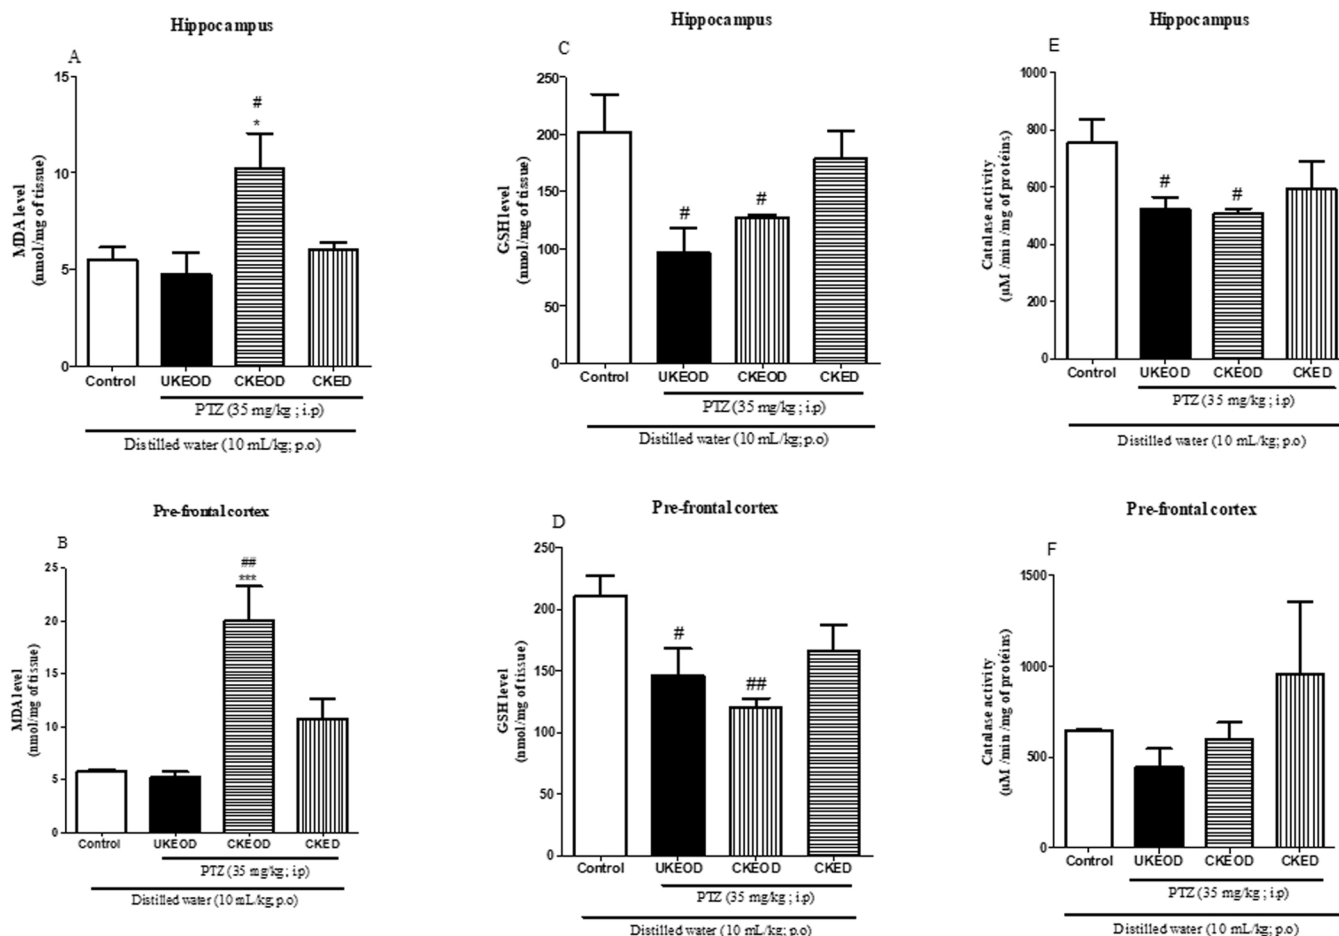 Hippocampus
A
15
10
5
0
MDA level
(nmol/mg of tissue)
#
*
Control UKEOD CKEOD CKED
PTZ (35 mg/kg ; i.p)
Distilled water (10 mL/kg; p.o)
Hippocampus
C
250
200
150
100
50
0
GSH level
(nmol/mg of tissue)
#
#
Control UKEOD CKEOD CKED
PTZ (35 mg/kg ; i.p)
Distilled water (10 mL/kg; p.o)
Hippocampus
E
1000
800
600
400
200
0
Catalase activity
(µM /min /mg of protéins)
#
#
Control UKEOD CKEOD CKED
PTZ (35 mg/kg ; i.p)
Distilled water (10 mL/kg; p.o)
Pre-frontal cortex
B
25
20
15
10
5
0
MDA level
(nmol/mg of tissue)
##
***
Control UKEOD CKEOD CKED
PTZ (35 mg/kg; i.p)
Distilled water (10 mL/kg; p.o)
Pre-frontal cortex
D
250
200
150
100
50
0
GSH level
(nmol/mg of tissue)
#
##
Control UKEOD CKEOD CKED
PTZ (35 mg/kg ; i.p)
Distilled water (10 mL/kg; p.o)
Pre-frontal cortex
F
1500
1000
500
0
Catalase activity
(µM /min /mg of protéins)
Control UKEOD CKEOD CKED
PTZ (35 mg/kg ; i.p)
Distilled water (10 mL/kg; p.o)